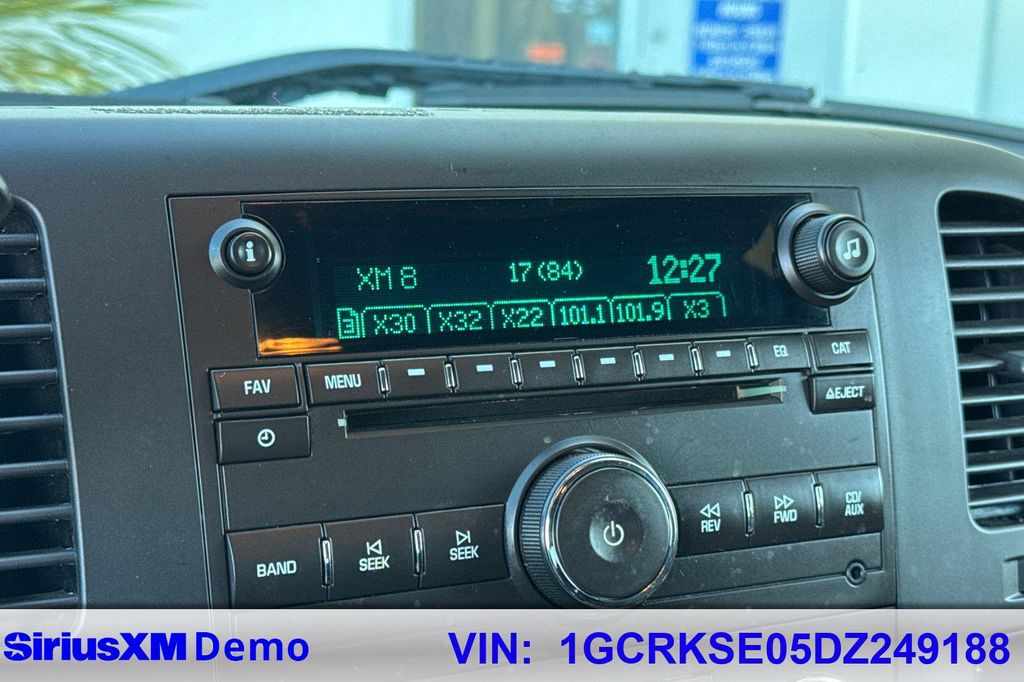 XM 8 17 (84) 12:27
3 X30 X32 X22 101.1 101.9 X3
FAV MENU EQ CAT
EJECT
BAND SEEK SEEK REV FWD CD/
AUX
SiriusXM Demo VIN: 1GCRKSE05DZ249188